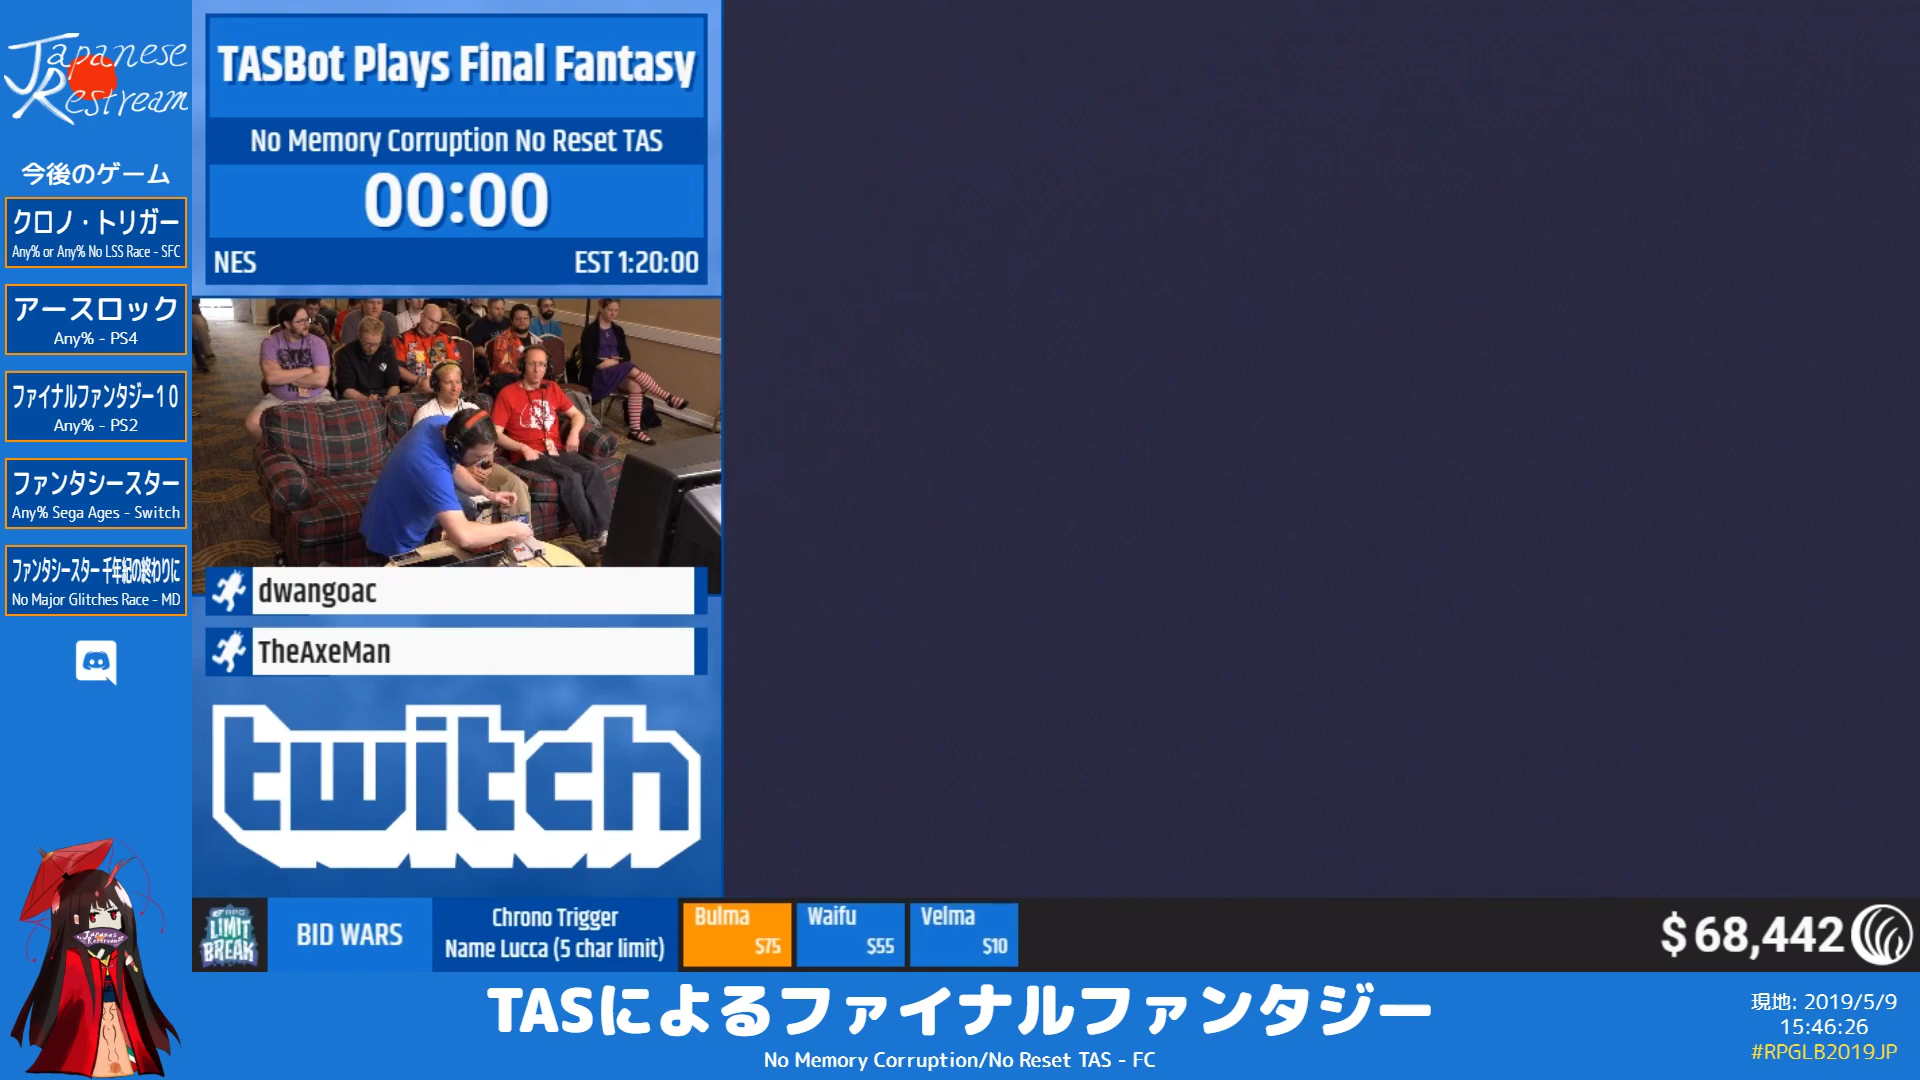 Japanese
Restream
今後のゲーム
クロノ・トリガー
Any% or Any% No LSS Race - SFC
アースロック
Any% - PS4
ファイナルファンタジー10
Any% - PS2
ファンタシースター
Any% Sega Ages - Switch
ファンタシースター 千年紀の終わりに
No Major Glitches Race - MD
TASBot Plays Final Fantasy
No Memory Corruption No Reset TAS
00:00
NES
EST 1:20:00
dwangoac
TheAxeMan
twitch
RPG
LIMIT
BREAK
BID WARS
Chrono Trigger
Name Lucca (5 char limit)
Bulma
$75
Waifu
$55
Velma
$10
$ 68,442
Japanese
Restream
TASによるファイナルファンタジー
No Memory Corruption/No Reset TAS - FC
現地: 2019/5/9
15:46:26
#RPGLB2019JP